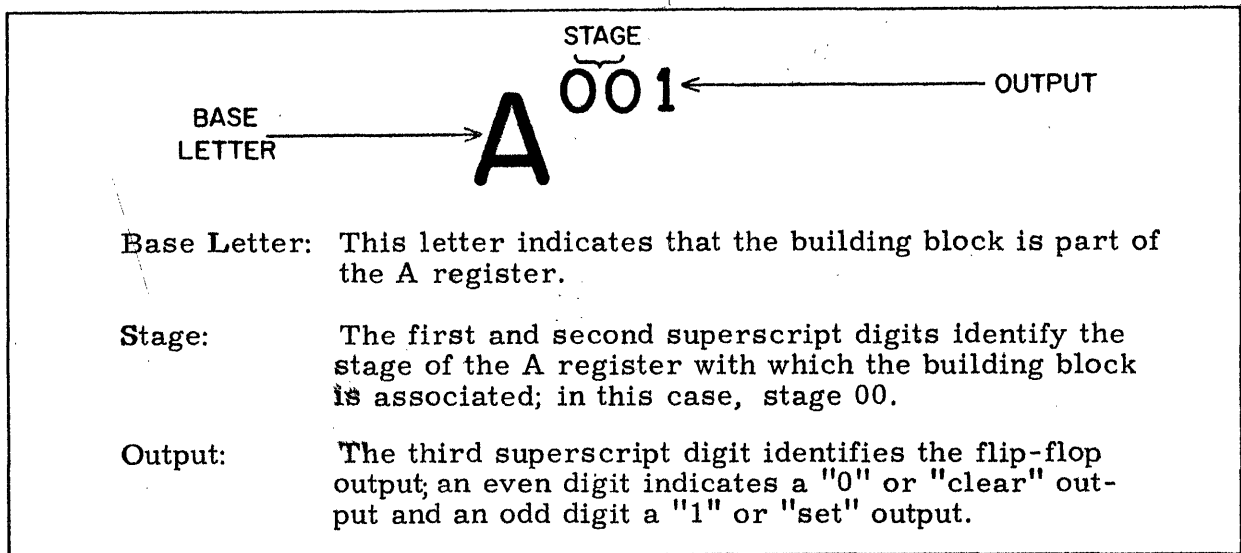 STAGE
A 001
OUTPUT
BASE
LETTER
Base Letter: This letter indicates that the building block is part of
the A register.
Stage: The first and second superscript digits identify the
stage of the A register with which the building block
is associated; in this case, stage 00.
Output: The third superscript digit identifies the flip-flop
output; an even digit indicates a "0" or "clear" out-
put and an odd digit a "1" or "set" output.